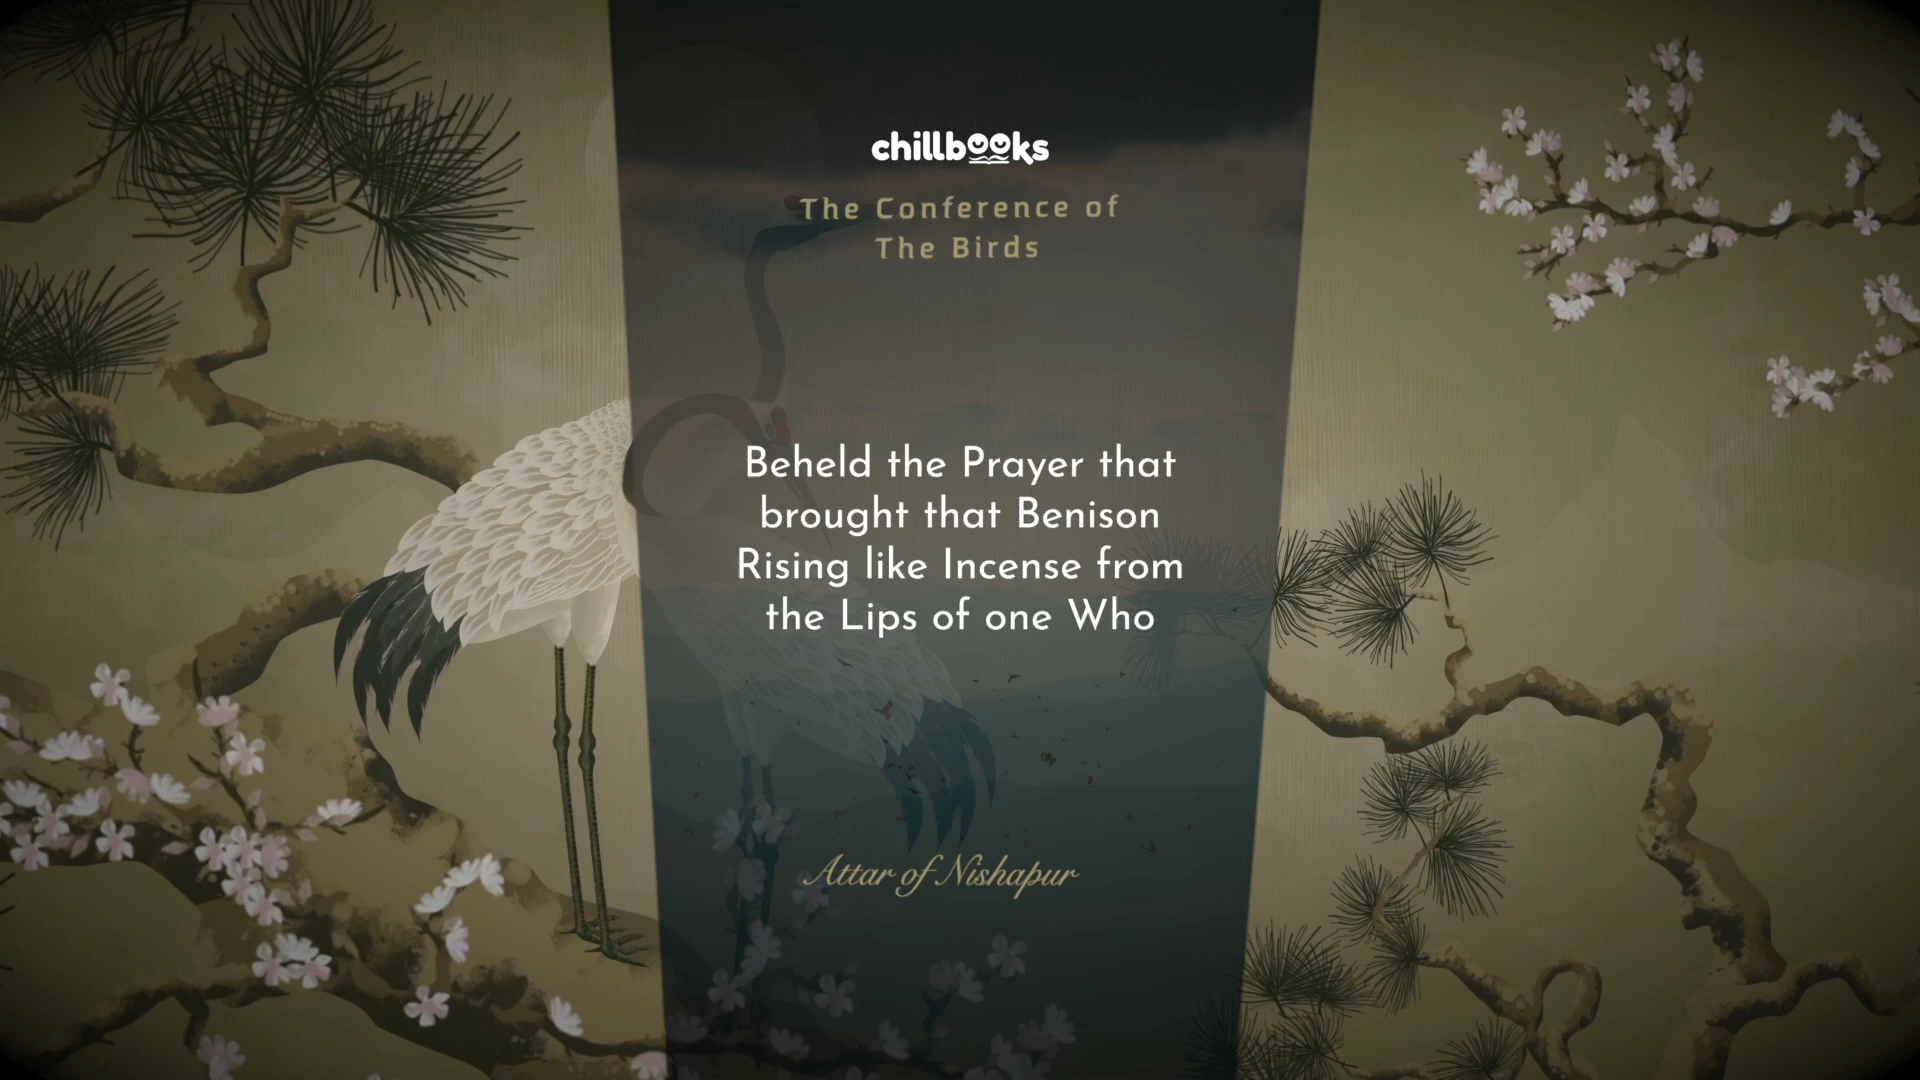 chillbooks
The Conference of
The Birds
Beheld the Prayer that
brought that Benison
Rising like Incense from
the Lips of one Who
Attar of Nishapur